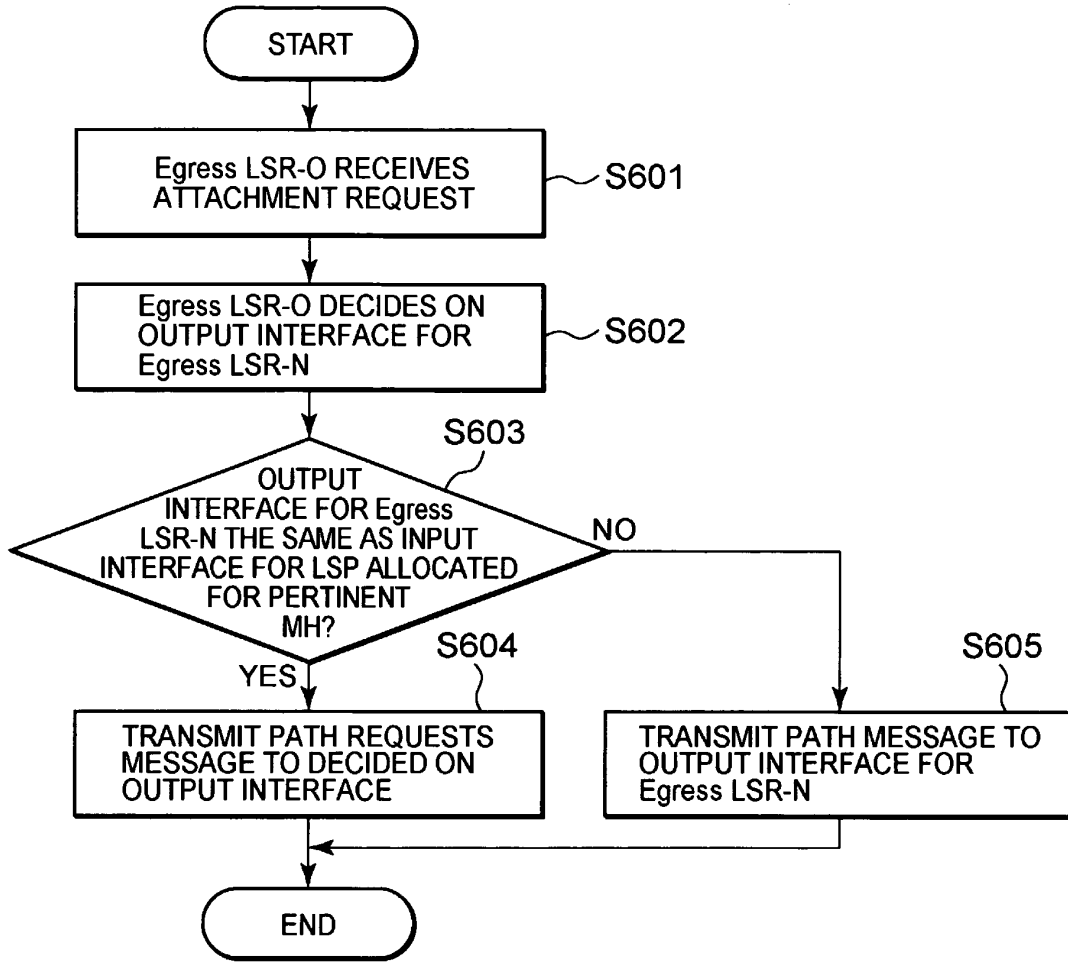 START
Egress LSR-O RECEIVES
ATTACHMENT REQUEST
S601
Egress LSR-O DECIDES ON
OUTPUT INTERFACE FOR
Egress LSR-N
S602
S603
OUTPUT
INTERFACE FOR Egress
LSR-N THE SAME AS INPUT
INTERFACE FOR LSP ALLOCATED
FOR PERTINENT
MH?
NO
YES
S604
TRANSMIT PATH REQUESTS
MESSAGE TO DECIDED ON
OUTPUT INTERFACE
S605
TRANSMIT PATH MESSAGE TO
OUTPUT INTERFACE FOR
Egress LSR-N
END